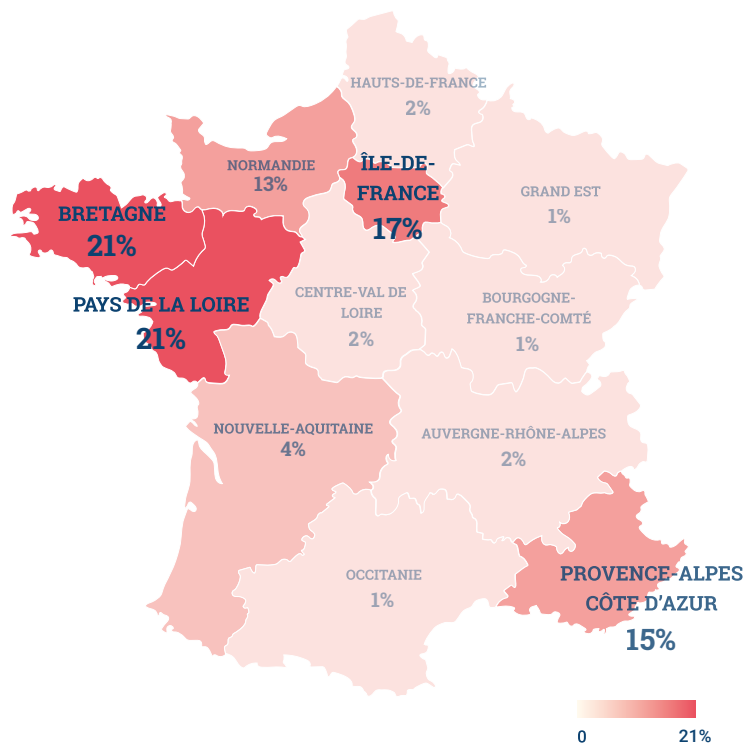 HAUTS-DE-FRANCE
2%
NORMANDIE
13%
ÎLE-DE-
FRANCE
17%
GRAND EST
1%
BRETAGNE
21%
PAYS DE LA LOIRE
21%
CENTRE-VAL DE
LOIRE
2%
BOURGOGNE-
FRANCHE-COMTÉ
1%
NOUVELLE-AQUITAINE
4%
AUVERGNE-RHÔNE-ALPES
2%
OCCITANIE
1%
PROVENCE-ALPES
CÔTE D’AZUR
15%
0
21%